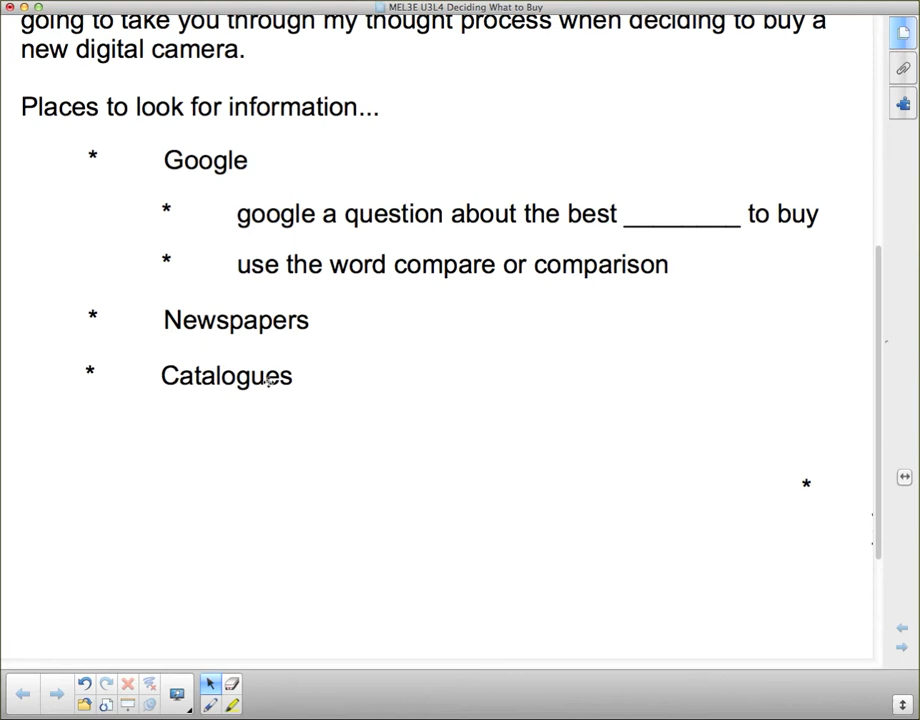 MEL3E U3L4 Deciding What to Buy
going to take you through my thought process when deciding to buy a
new digital camera.
Places to look for information...
* Google
* google a question about the best ________ to buy
* use the word compare or comparison
* Newspapers
* Catalogues
*